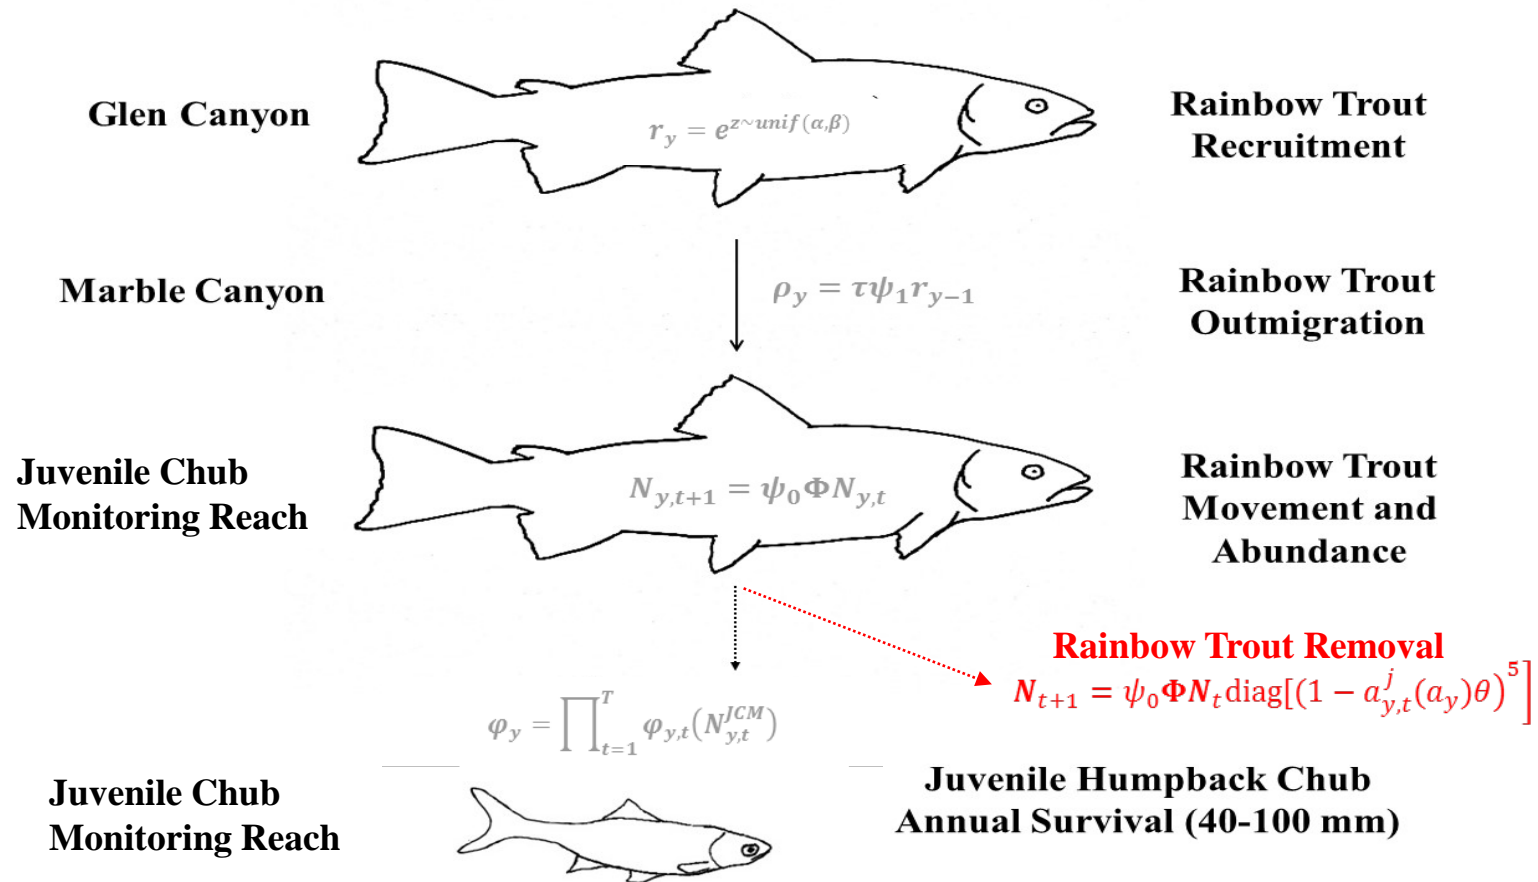 Glen Canyon
r_y = e^{z~unif(α,β)}
Rainbow Trout
Recruitment
Marble Canyon
ρ_y = τψ_1 r_{y−1}
Rainbow Trout
Outmigration
Juvenile Chub
Monitoring Reach
N_{y,t+1} = ψ_0 Φ N_{y,t}
Rainbow Trout
Movement and
Abundance
Rainbow Trout Removal
N_{t+1} = ψ_0 Φ N_t diag[(1 − a^j_{y,t}(a_y)θ)^5]
φ_y = ∏^T_{t=1} φ_{y,t}(N^{JCM}_{y,t})
Juvenile Chub
Monitoring Reach
Juvenile Humpback Chub
Annual Survival (40-100 mm)